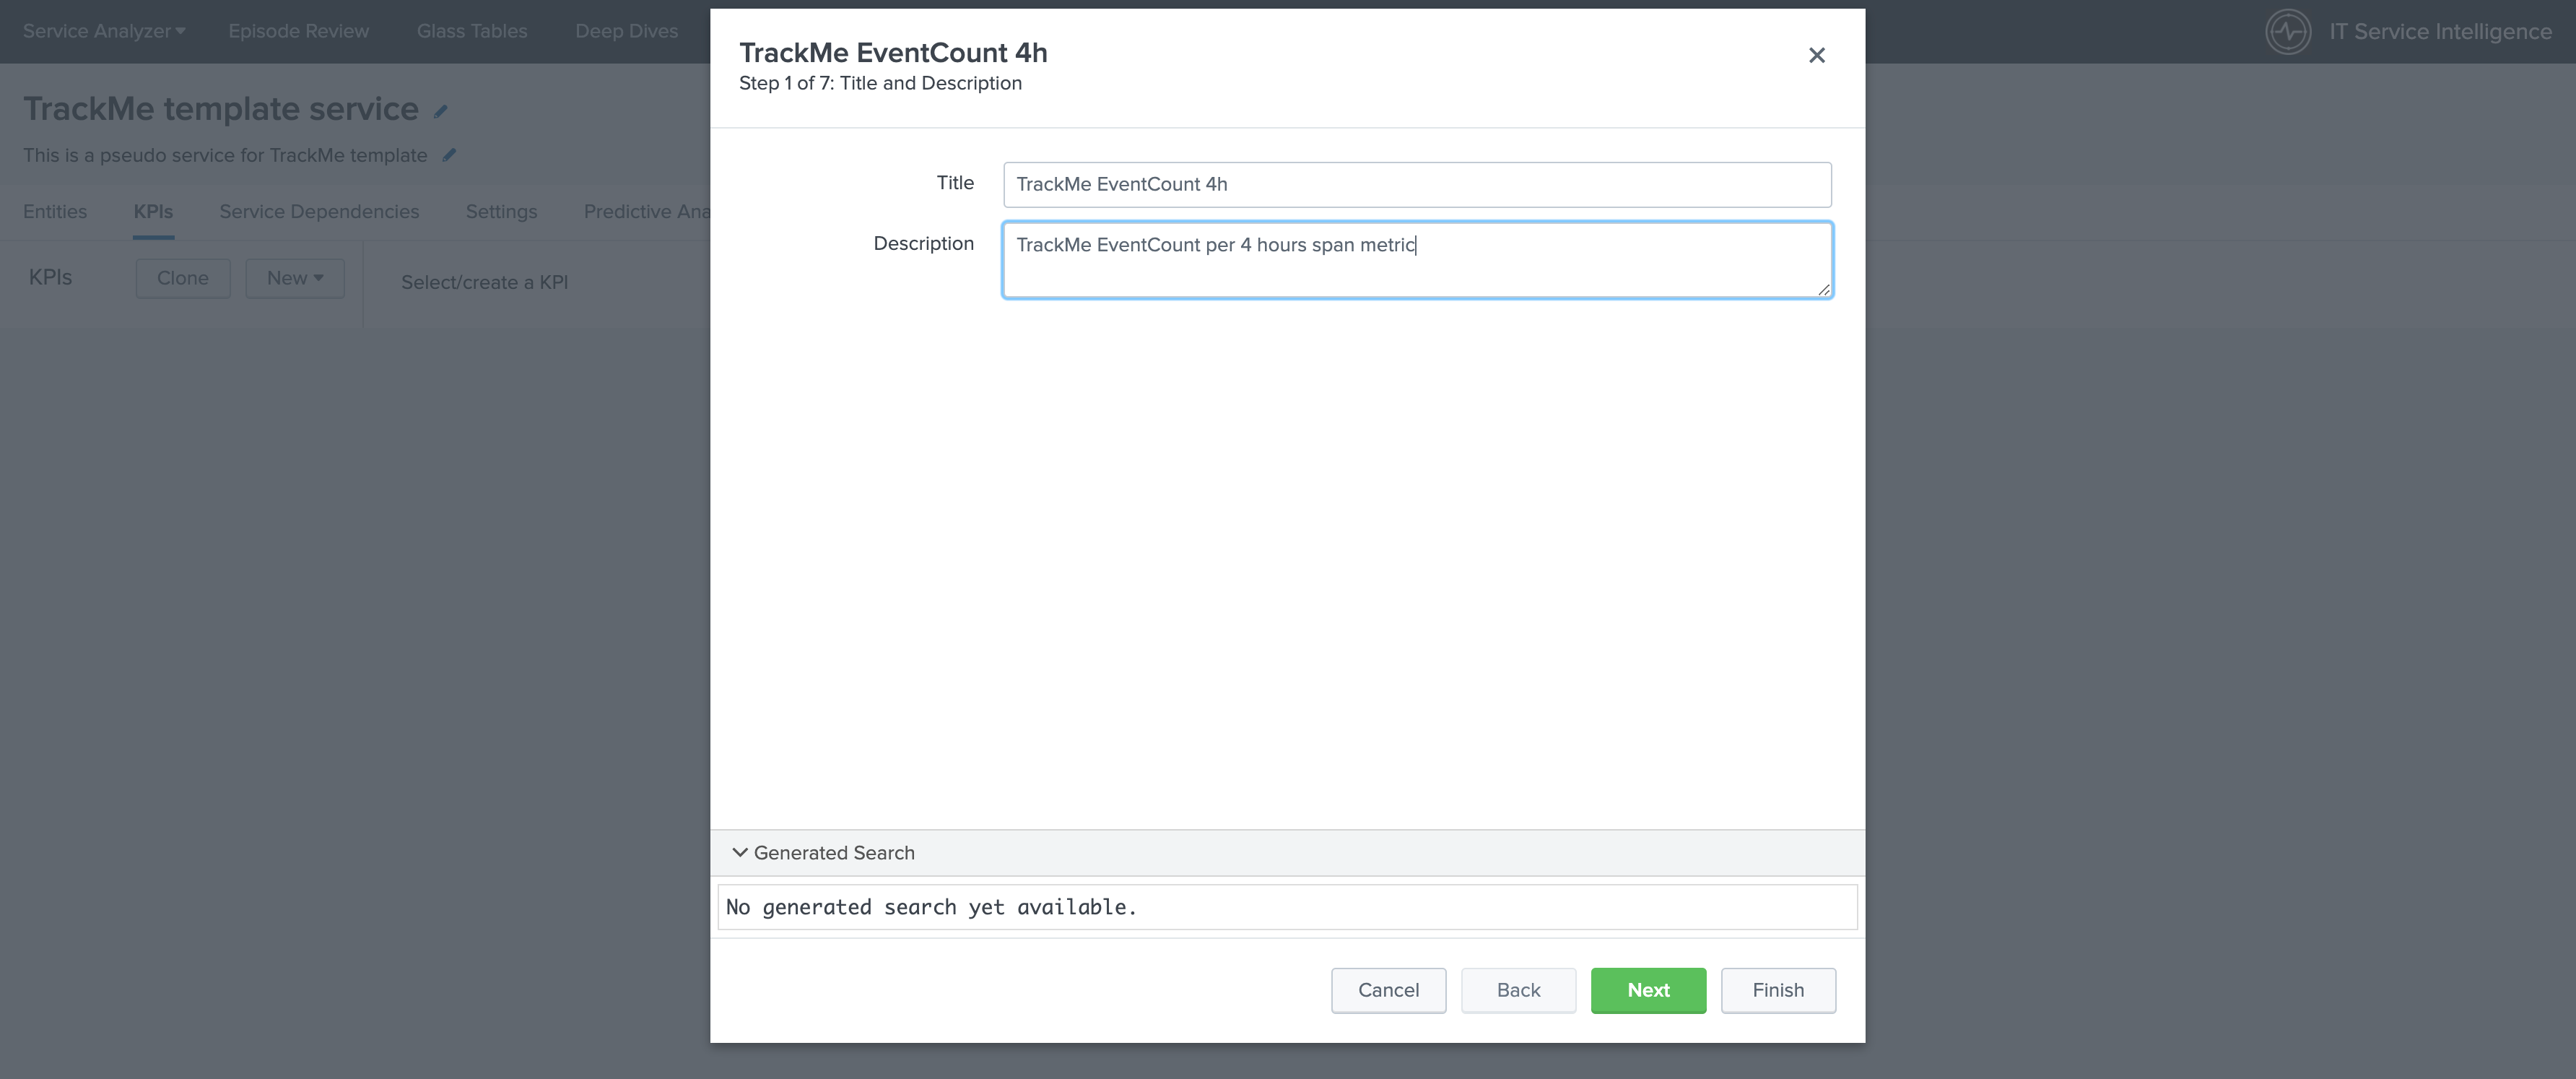 Service Analyzer Episode Review Glass Tables Deep Dives
IT Service Intelligence
TrackMe template service
This is a pseudo service for TrackMe template
Entities KPIs Service Dependencies Settings Predictive Ana
KPIs Clone New Select/create a KPI
TrackMe EventCount 4h
Step 1 of 7: Title and Description
Title TrackMe EventCount 4h
Description TrackMe EventCount per 4 hours span metric
Generated Search
No generated search yet available.
Cancel Back Next Finish